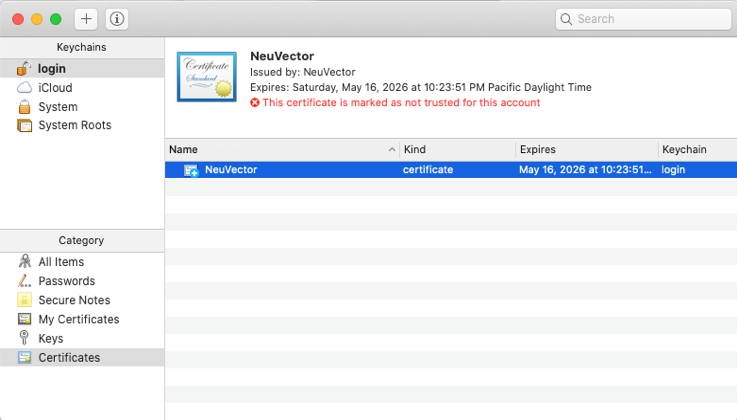 Search
Keychains
login
iCloud
System
System Roots
Certificate
Standard
NeuVector
Issued by: NeuVector
Expires: Saturday, May 16, 2026 at 10:23:51 PM Pacific Daylight Time
This certificate is marked as not trusted for this account
Name Kind Expires Keychain
NeuVector certificate May 16, 2026 at 10:23:51... login
Category
All Items
Passwords
Secure Notes
My Certificates
Keys
Certificates